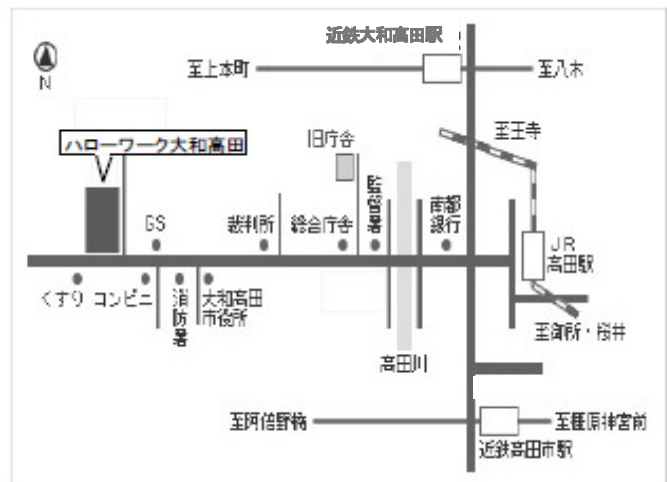 近鉄大和高田駅
至上本町
至八木
N
至王寺
ハローワーク大和高田
旧庁舎
GS
裁判所
総合庁舎
監督署
南都
銀行
JR
高田駅
くすり
コンビニ
消防署
大和高田
市役所
高田川
至御所・桜井
至阿倍野橋
至橿原神宮前
近鉄高田市駅